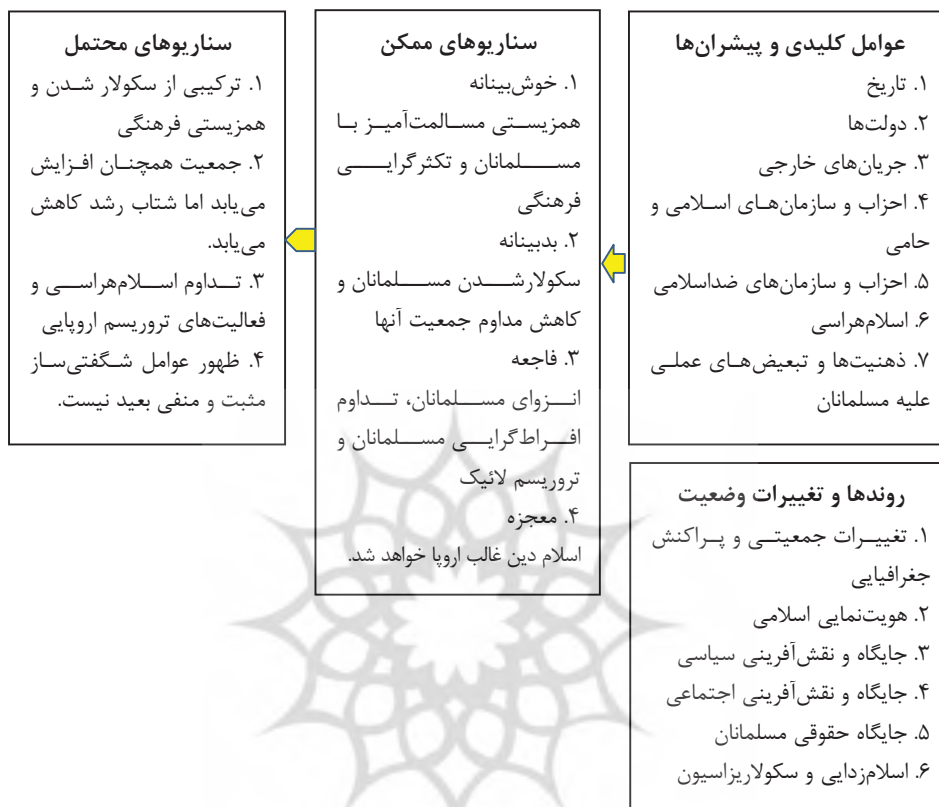 عوامل کلیدی و پیشران‌ها
۱. تاریخ
۲. دولت‌ها
۳. جریان‌های خارجی
۴. احزاب و سازمان‌های اسلامی و
حامی
۵. احزاب و سازمان‌های ضداسلامی
۶. اسلام‌هراسی
۷. ذهنیت‌ها و تبعیض‌های عملی
علیه مسلمانان
روندها و تغییرات وضعیت
۱. تغییرات جمعیتی و پراکنش
جغرافیایی
۲. هویت‌نمایی اسلامی
۳. جایگاه و نقش‌آفرینی سیاسی
۴. جایگاه و نقش‌آفرینی اجتماعی
۵. جایگاه حقوقی مسلمانان
۶. اسلام‌زدایی و سکولاریزاسیون
سناریوهای ممکن
۱. خوش‌بینانه
همزیستی مسالمت‌آمیز با
مسلمانان و تکثرگرایی
فرهنگی
۲. بدبینانه
سکولارشدن مسلمانان و
کاهش مداوم جمعیت آنها
۳. فاجعه
انزوای مسلمانان، تداوم
افراط‌گرایی مسلمانان و
تروریسم لائیک
۴. معجزه
اسلام دین غالب اروپا خواهد شد.
سناریوهای محتمل
۱. ترکیبی از سکولار شدن و
همزیستی فرهنگی
۲. جمعیت همچنان افزایش
می‌یابد اما شتاب رشد کاهش
می‌یابد.
۳. تداوم اسلام‌هراسی و
فعالیت‌های تروریسم اروپایی
۴. ظهور عوامل شگفتی‌ساز
مثبت و منفی بعید نیست.